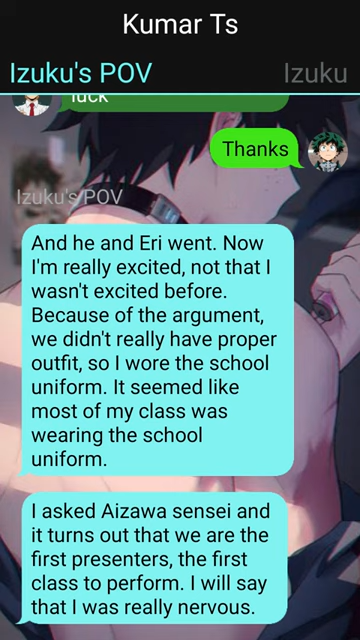 Kumar Ts
Izuku's POV
Izuku
luck
Thanks
Izuku's POV
And he and Eri went. Now
I'm really excited, not that I
wasn't excited before.
Because of the argument,
we didn't really have proper
outfit, so I wore the school
uniform. It seemed like
most of my class was
wearing the school
uniform.
I asked Aizawa sensei and
it turns out that we are the
first presenters, the first
class to perform. I will say
that I was really nervous.